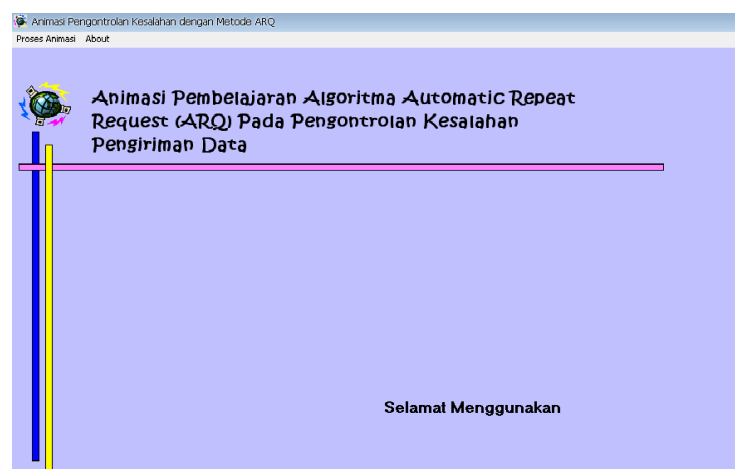 Animasi Pengontrolan Kesalahan dengan Metode ARQ
Proses Animasi About
Animasi Pembelajaran Algoritma Automatic Repeat
Request (ARQ) Pada Pengontrolan Kesalahan
Pengiriman Data
Selamat Menggunakan